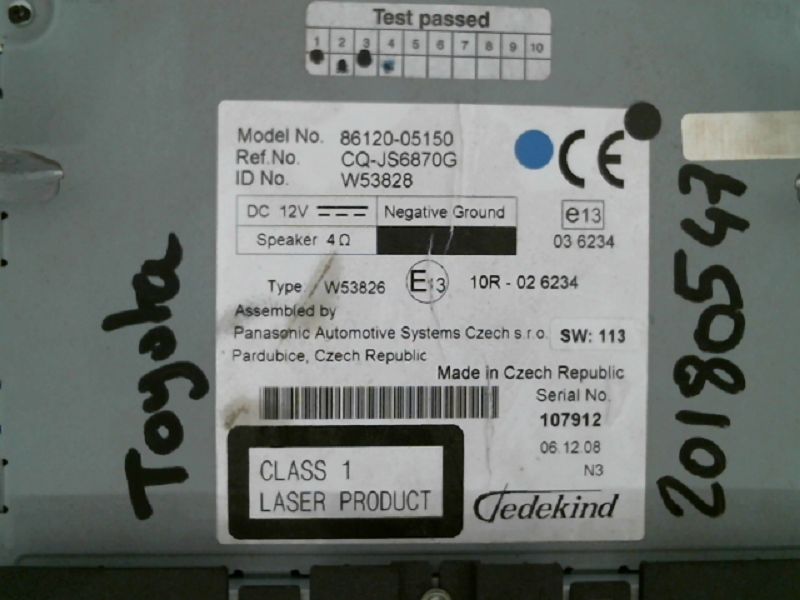 Test passed
1 2 3 4 5 6 7 8 9 10
Model No. 86120-05150
Ref.No. CQ-JS6870G
ID No. W53828
CE
DC 12V Negative Ground
e13
Speaker 4Ω
03 6234
Type W53826 E13 10R - 02 6234
Assembled by
Panasonic Automotive Systems Czech s.r.o. SW: 113
Pardubice, Czech Republic
Made in Czech Republic
Serial No.
107912
06.12.08
N3
CLASS 1
LASER PRODUCT
Tedekind
Toyota
20180547